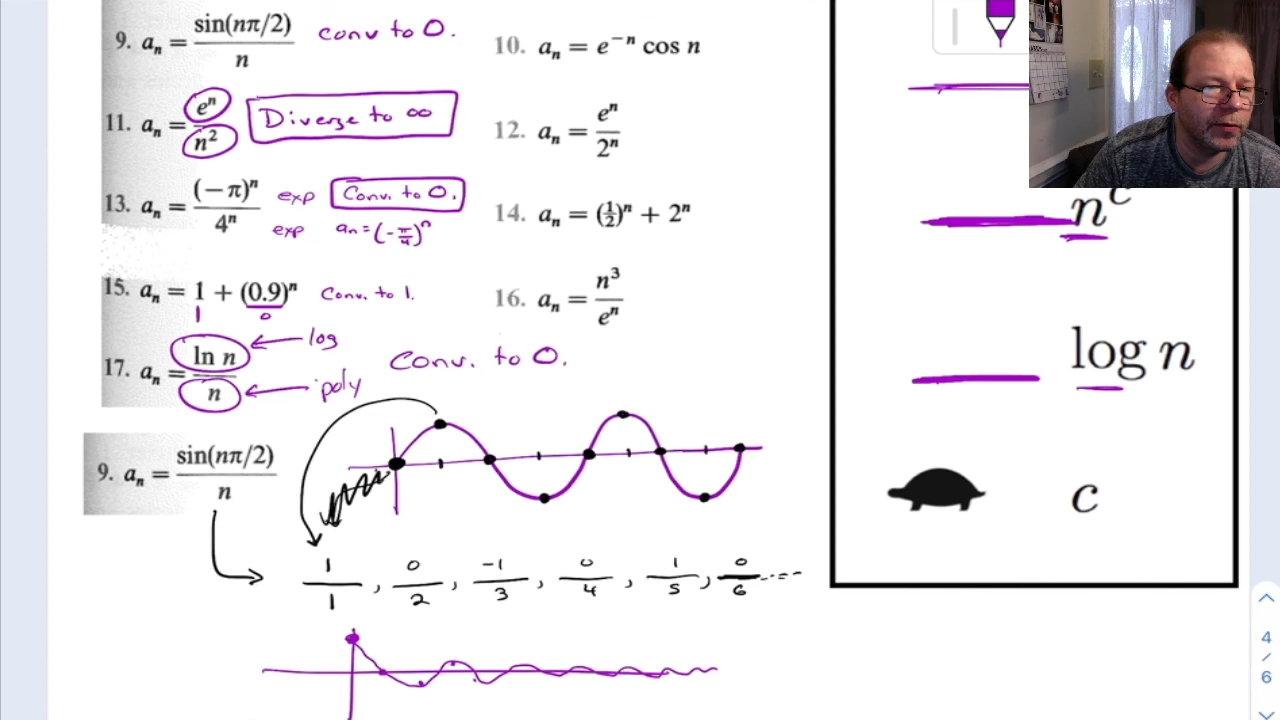 9. aₙ = sin(nπ/2) / n conv to 0.
10. aₙ = e⁻ⁿ cos n
11. aₙ = eⁿ / n² Diverge to ∞
12. aₙ = eⁿ / 2ⁿ
13. aₙ = (−π)ⁿ / 4ⁿ exp exp Conv. to 0. an = (-π/4)ⁿ
14. aₙ = (1/2)ⁿ + 2ⁿ
15. aₙ = 1 + (0.9)ⁿ Conv. to 1.
1 0
16. aₙ = n³ / eⁿ
17. aₙ = ln n / n log poly Conv. to 0.
9. aₙ = sin(nπ/2) / n
1/1, 0/2, -1/3, 0/4, 1/5, 0/6 ....
nᶜ
log n
c
4
/
6